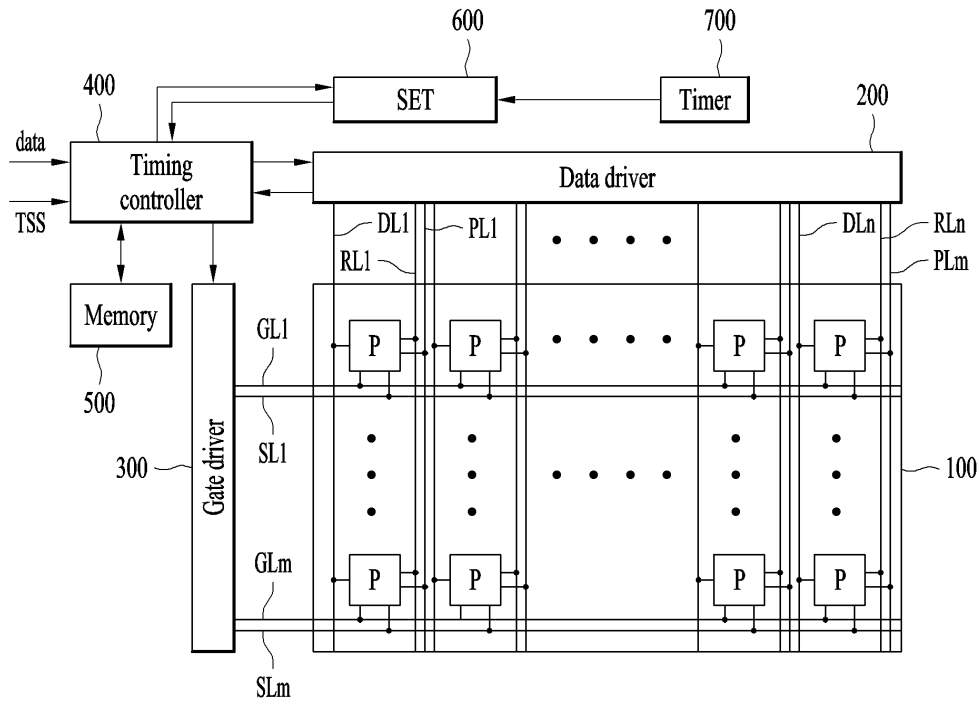 600
700
400
SET
Timer
200
data
Timing
controller
Data driver
TSS
DL1
PL1
DLn
RLn
RL1
PLm
Memory
GL1
P
P
P
P
500
SL1
300
Gate driver
100
GLm
P
P
P
P
SLm